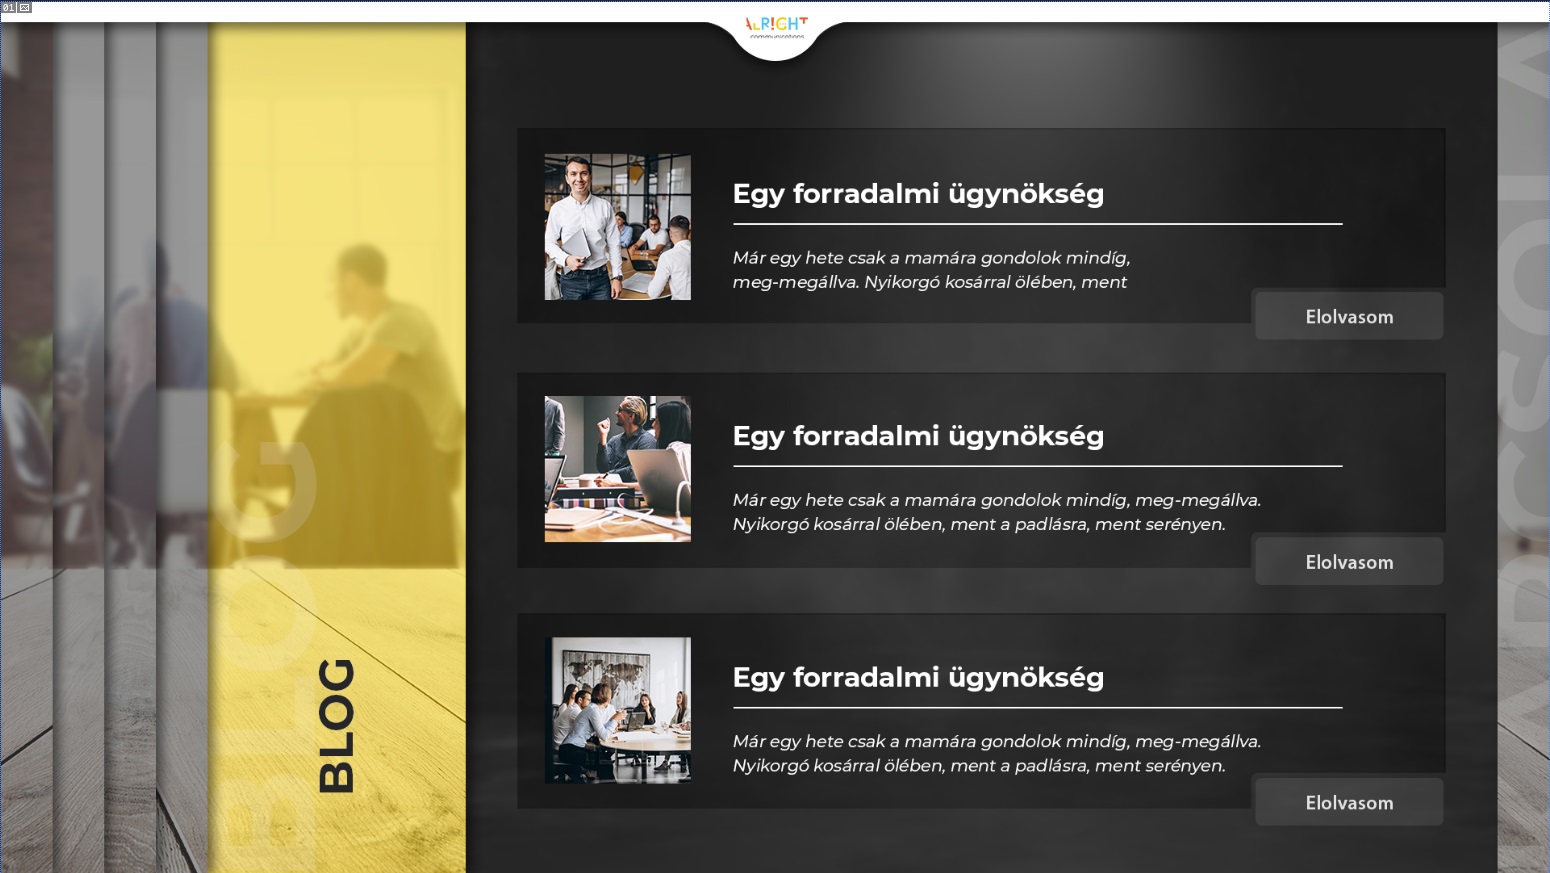 01
ALRIGHT
communications
Egy forradalmi ügynökség
Már egy hete csak a mamára gondolok mindíg,
meg-megállva. Nyikorgó kosárral ölében, ment
Elolvasom
Egy forradalmi ügynökség
Már egy hete csak a mamára gondolok mindíg, meg-megállva.
Nyikorgó kosárral ölében, ment a padlásra, ment serényen.
Elolvasom
Egy forradalmi ügynökség
Már egy hete csak a mamára gondolok mindíg, meg-megállva.
Nyikorgó kosárral ölében, ment a padlásra, ment serényen.
Elolvasom
BLOG
BLOG